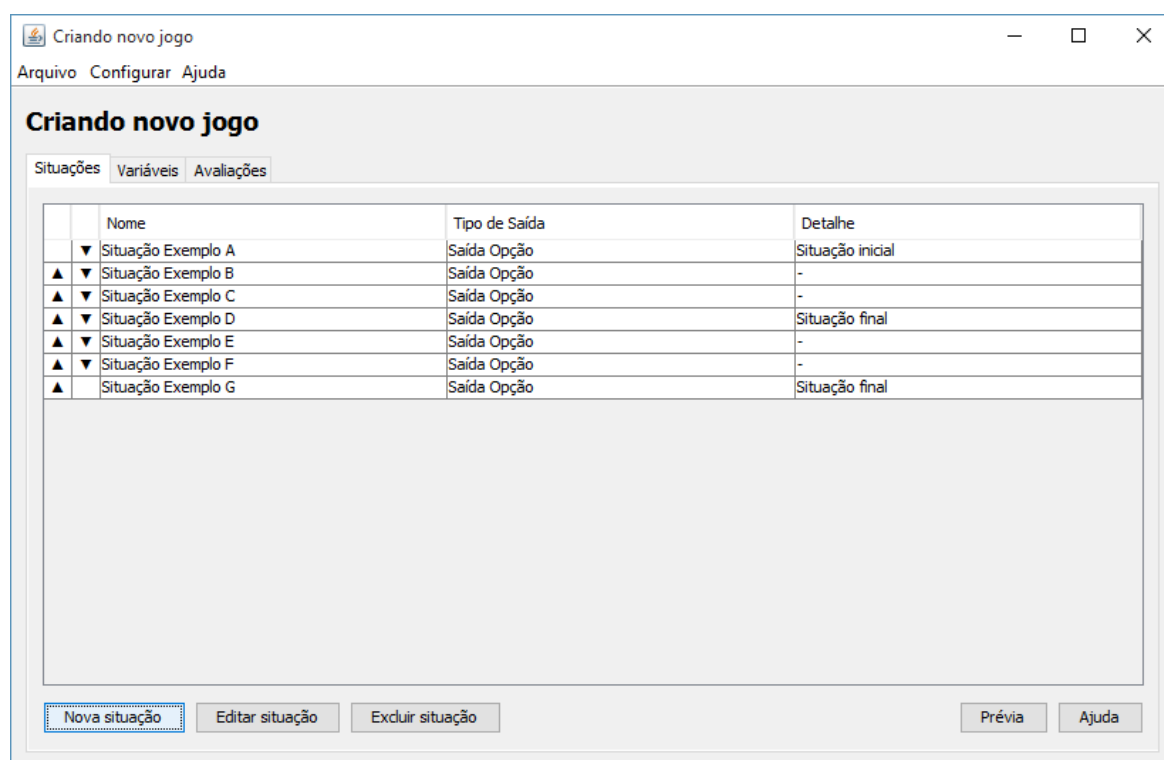 Criando novo jogo
Arquivo Configurar Ajuda
Criando novo jogo
Situações Variáveis Avaliações
Nome Tipo de Saída Detalhe
▼ Situação Exemplo A Saída Opção Situação inicial
▲ ▼ Situação Exemplo B Saída Opção -
▲ ▼ Situação Exemplo C Saída Opção -
▲ ▼ Situação Exemplo D Saída Opção Situação final
▲ ▼ Situação Exemplo E Saída Opção -
▲ ▼ Situação Exemplo F Saída Opção -
▲ Situação Exemplo G Saída Opção Situação final
Nova situação Editar situação Excluir situação Prévia Ajuda